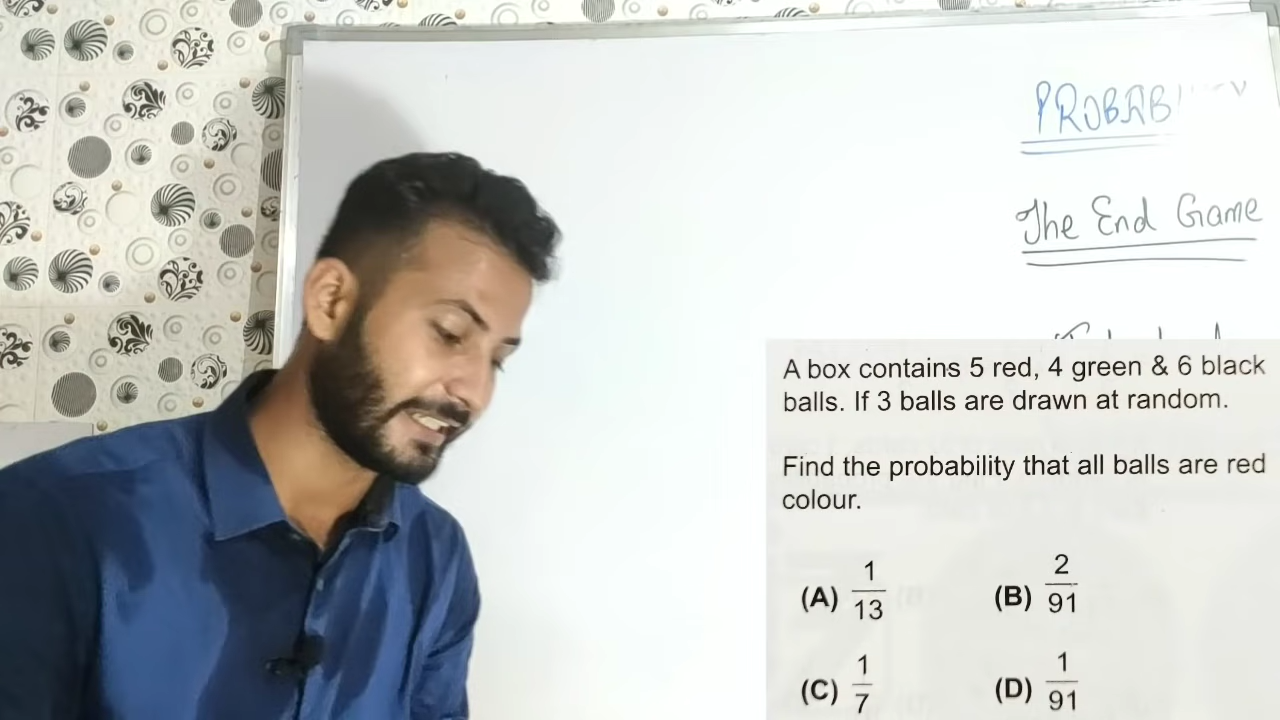 The End Game
A box contains 5 red, 4 green & 6 black
balls. If 3 balls are drawn at random.
Find the probability that all balls are red
colour.
(A) 1/13 (B) 2/91
(C) 1/7 (D) 1/91